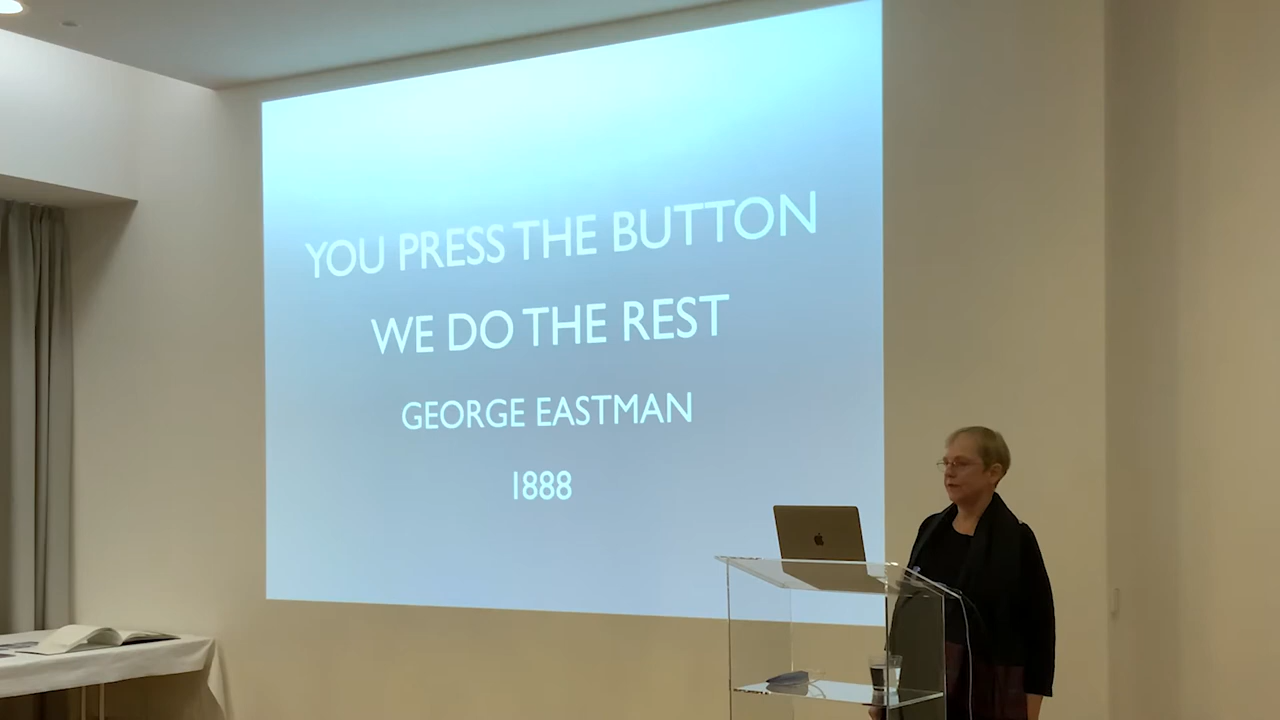 YOU PRESS THE BUTTON
WE DO THE REST
GEORGE EASTMAN
1888